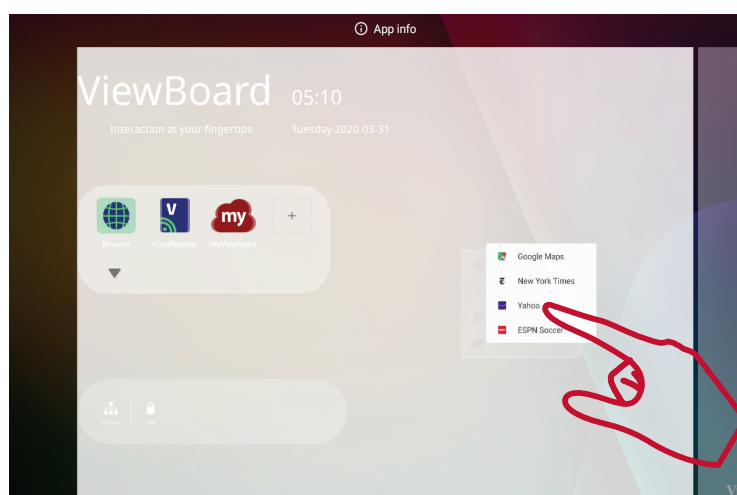 App info
ViewBoard 05:10
Interaction at your fingertips Tuesday 2020-03-31
V my +
Browser vCastReceiver myViewBoard
Google Maps
New York Times
Yahoo
ESPN Soccer
USB
V